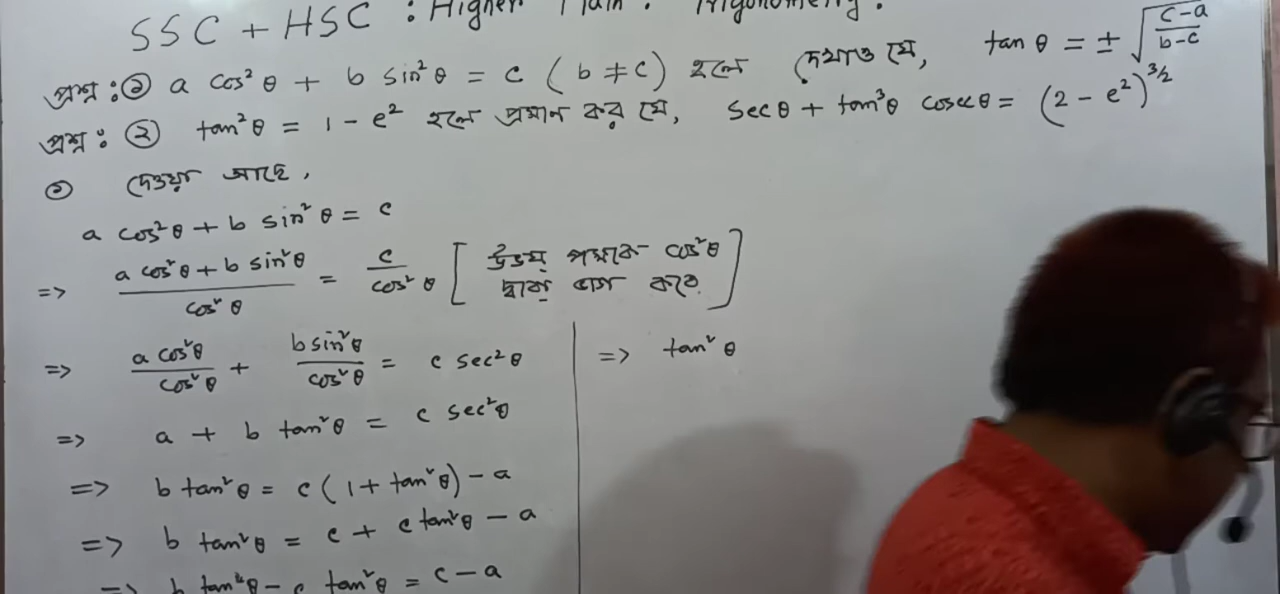 SSC + HSC : Higher Math : Trigonometry.
প্রশ্ন : ① a cos²θ + b sin²θ = c ( b ≠ c ) হলে দেখাও যে, tan θ = ± √((c-a)/(b-c))
প্রশ্ন : ② tan²θ = 1 - e² হলে প্রমান কর যে, secθ + tan³θ cosecθ = (2 - e²)^(3/2)
① দেওয়া আছে,
a cos²θ + b sin²θ = c
=> (a cos²θ + b sin²θ)/(cos²θ) = c/(cos²θ) [ উভয় পক্ষকে cos²θ
দ্বারা ভাগ করে ]
=> (a cos²θ)/(cos²θ) + (b sin²θ)/(cos²θ) = c sec²θ
=> a + b tan²θ = c sec²θ
=> b tan²θ = c ( 1 + tan²θ ) - a
=> b tan²θ = c + c tan²θ - a
=> b tan²θ - c tan²θ = c - a
=> tan²θ